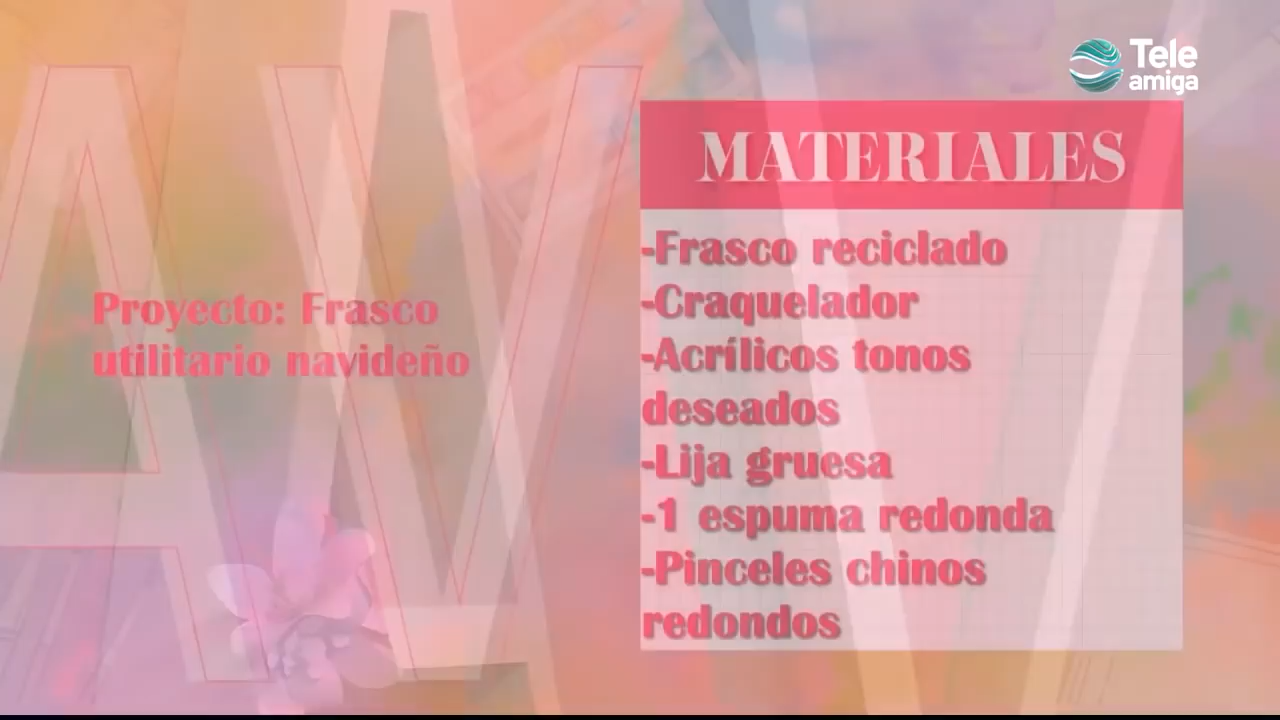 Tele
amiga
MATERIALES
-Frasco reciclado
-Craquelador
-Acrílicos tonos
deseados
-Lija gruesa
-1 espuma redonda
-Pinceles chinos
redondos
Proyecto: Frasco
utilitario navideño